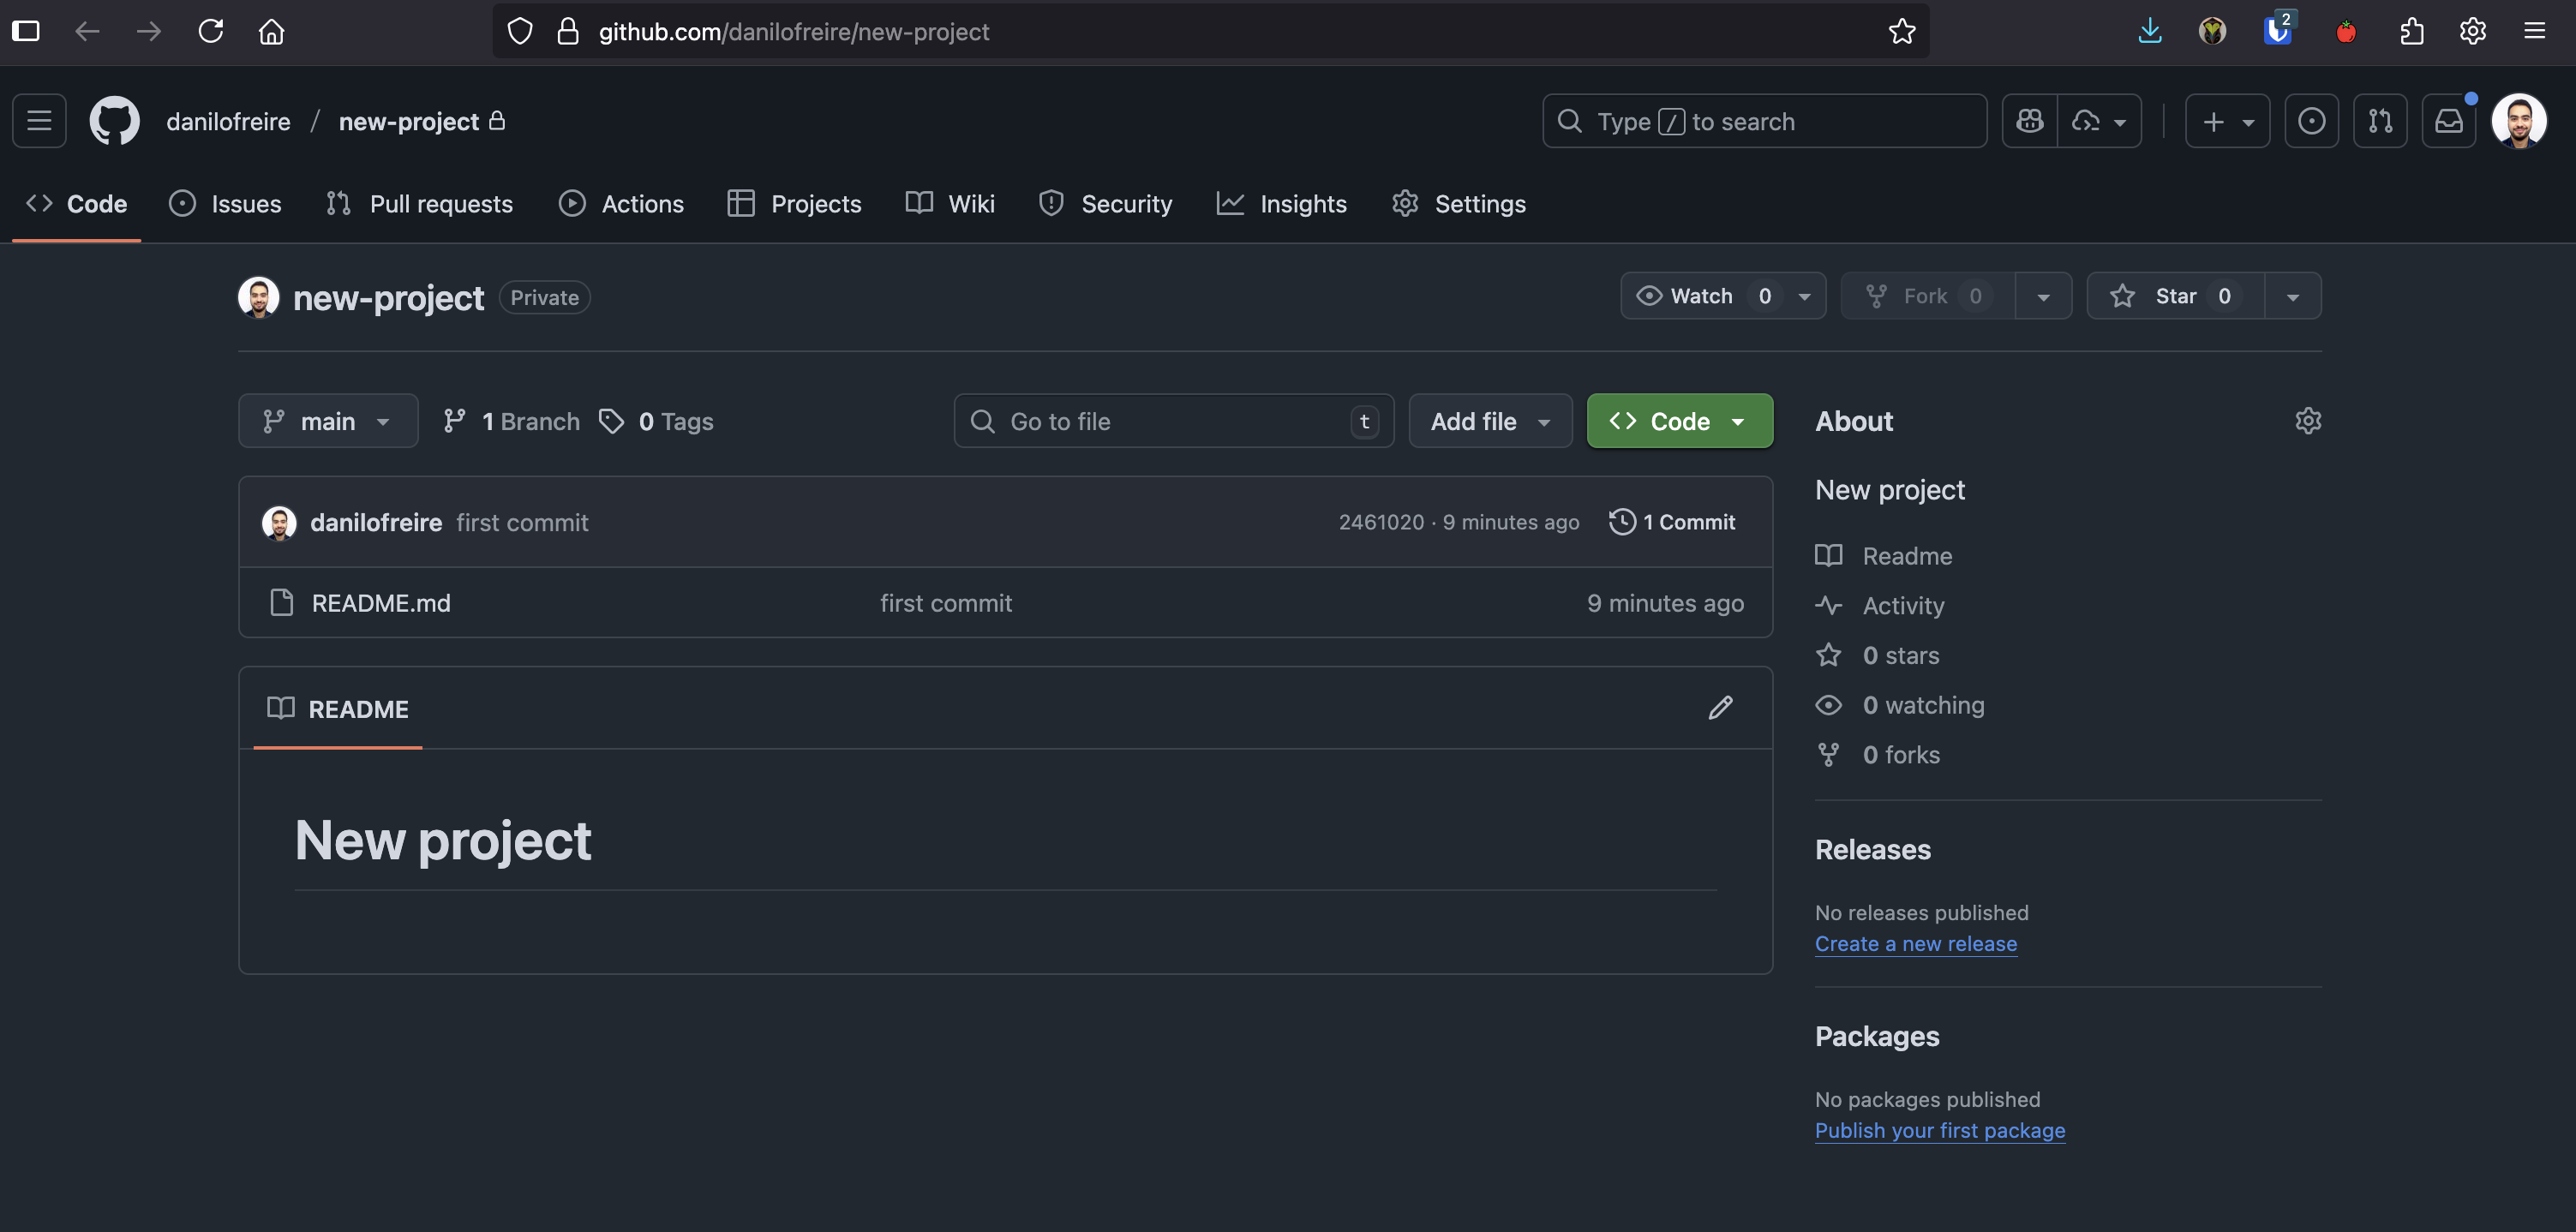 github.com/danilofreire/new-project
2
danilofreire / new-project
Type / to search
Code Issues Pull requests Actions Projects Wiki Security Insights Settings
new-project Private
Watch 0 Fork 0 Star 0
main 1 Branch 0 Tags
Go to file t
Add file
Code
danilofreire first commit
2461020 · 9 minutes ago 1 Commit
README.md first commit 9 minutes ago
README
New project
About
New project
Readme
Activity
0 stars
0 watching
0 forks
Releases
No releases published
Create a new release
Packages
No packages published
Publish your first package